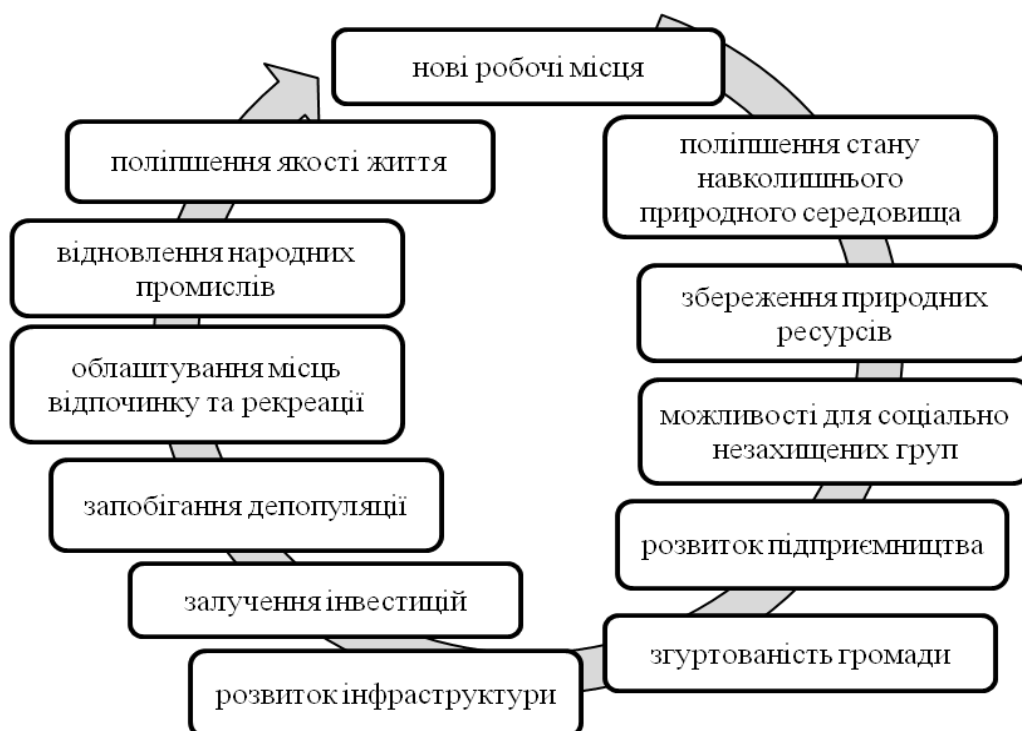 нові робочі місця
поліпшення стану
навколишнього
природного середовища
збереження природних
ресурсів
можливості для соціально
незахищених груп
розвиток підприємництва
згуртованість громади
розвиток інфраструктури
залучення інвестицій
запобігання депопуляції
облаштування місць
відпочинку та рекреації
відновлення народних
промислів
поліпшення якості життя